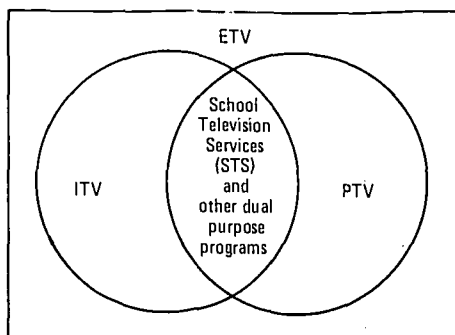 ETV
ITV
School
Television
Services
(STS)
and
other dual
purpose
programs
PTV